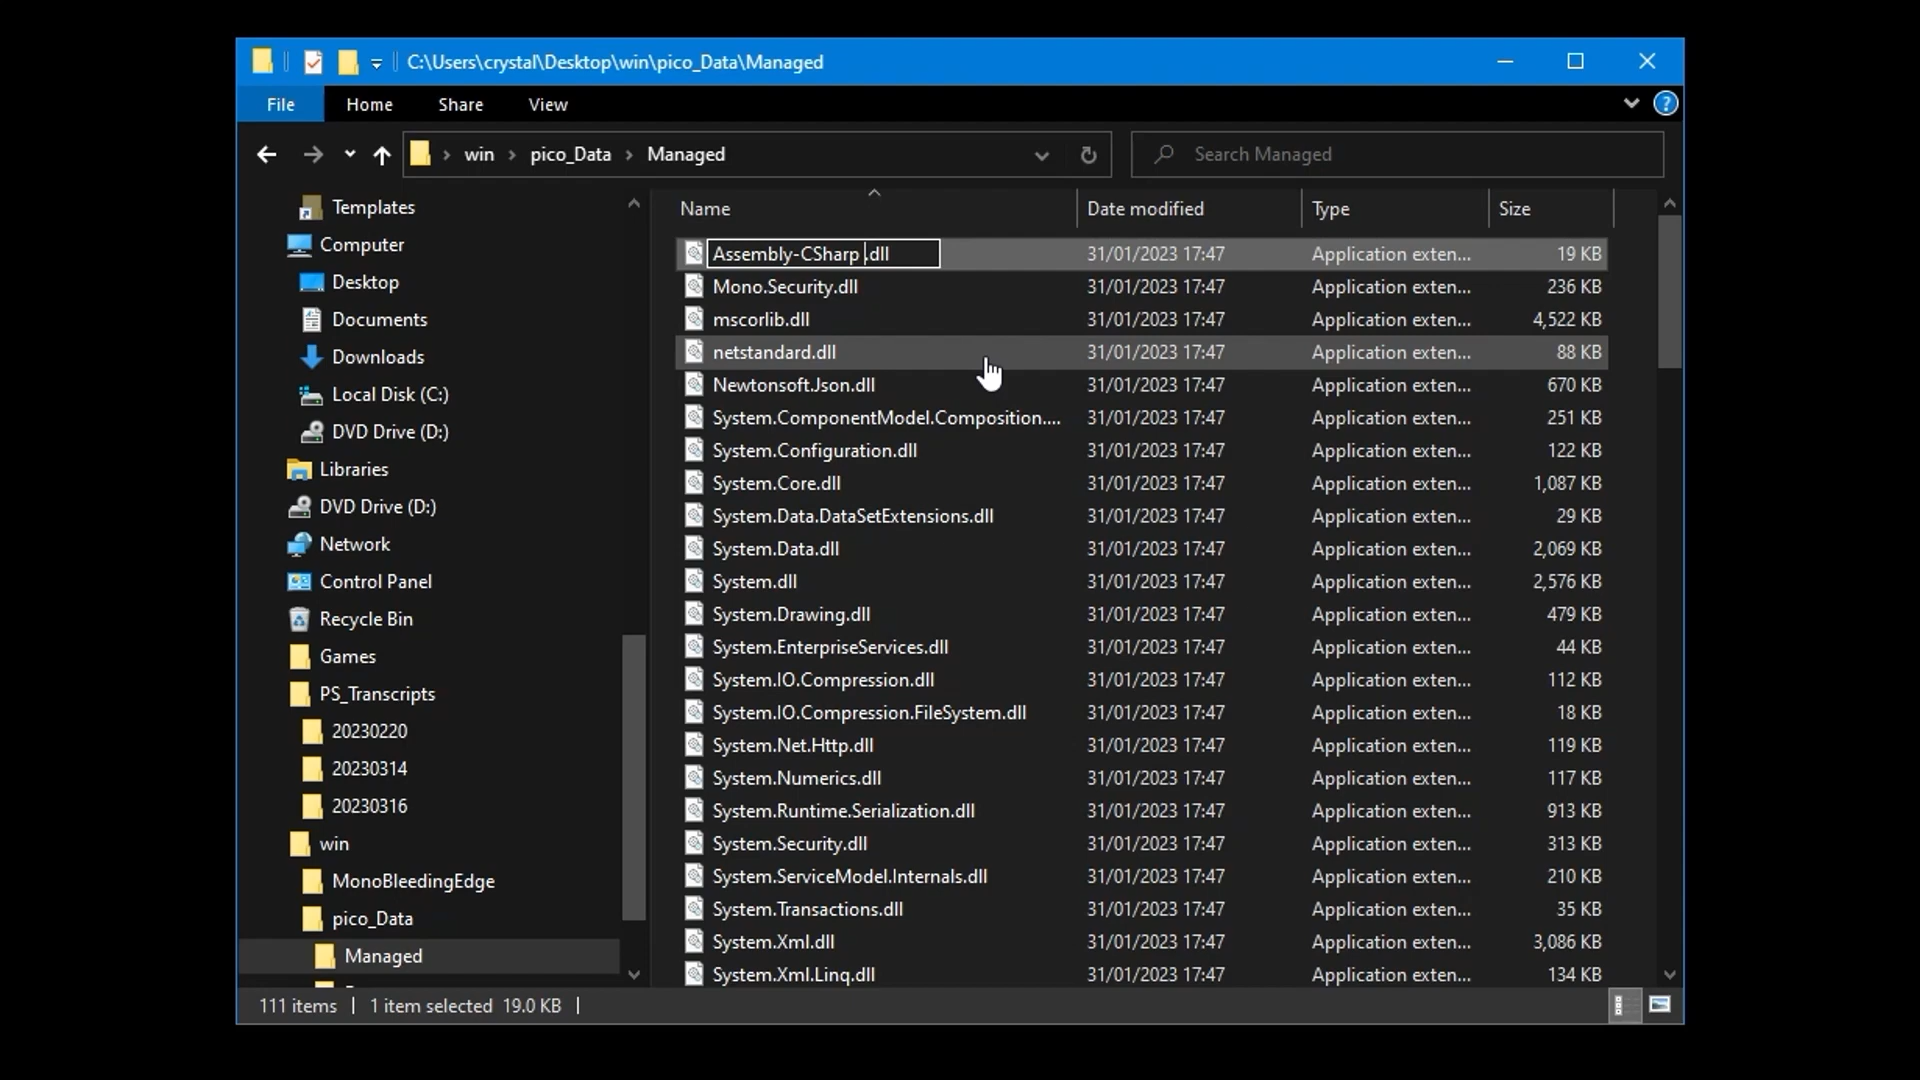 C:\Users\crystal\Desktop\win\pico_Data\Managed
File Home Share View
win pico_Data Managed
Search Managed
Templates
Computer
Desktop
Documents
Downloads
Local Disk (C:)
DVD Drive (D:)
Libraries
DVD Drive (D:)
Network
Control Panel
Recycle Bin
Games
PS_Transcripts
20230220
20230314
20230316
win
MonoBleedingEdge
pico_Data
Managed
Name Date modified Type Size
Assembly-CSharp .dll 31/01/2023 17:47 Application exten... 19 KB
Mono.Security.dll 31/01/2023 17:47 Application exten... 236 KB
mscorlib.dll 31/01/2023 17:47 Application exten... 4,522 KB
netstandard.dll 31/01/2023 17:47 Application exten... 88 KB
Newtonsoft.Json.dll 31/01/2023 17:47 Application exten... 670 KB
System.ComponentModel.Composition.... 31/01/2023 17:47 Application exten... 251 KB
System.Configuration.dll 31/01/2023 17:47 Application exten... 122 KB
System.Core.dll 31/01/2023 17:47 Application exten... 1,087 KB
System.Data.DataSetExtensions.dll 31/01/2023 17:47 Application exten... 29 KB
System.Data.dll 31/01/2023 17:47 Application exten... 2,069 KB
System.dll 31/01/2023 17:47 Application exten... 2,576 KB
System.Drawing.dll 31/01/2023 17:47 Application exten... 479 KB
System.EnterpriseServices.dll 31/01/2023 17:47 Application exten... 44 KB
System.IO.Compression.dll 31/01/2023 17:47 Application exten... 112 KB
System.IO.Compression.FileSystem.dll 31/01/2023 17:47 Application exten... 18 KB
System.Net.Http.dll 31/01/2023 17:47 Application exten... 119 KB
System.Numerics.dll 31/01/2023 17:47 Application exten... 117 KB
System.Runtime.Serialization.dll 31/01/2023 17:47 Application exten... 913 KB
System.Security.dll 31/01/2023 17:47 Application exten... 313 KB
System.ServiceModel.Internals.dll 31/01/2023 17:47 Application exten... 210 KB
System.Transactions.dll 31/01/2023 17:47 Application exten... 35 KB
System.Xml.dll 31/01/2023 17:47 Application exten... 3,086 KB
System.Xml.Linq.dll 31/01/2023 17:47 Application exten... 134 KB
111 items 1 item selected 19.0 KB